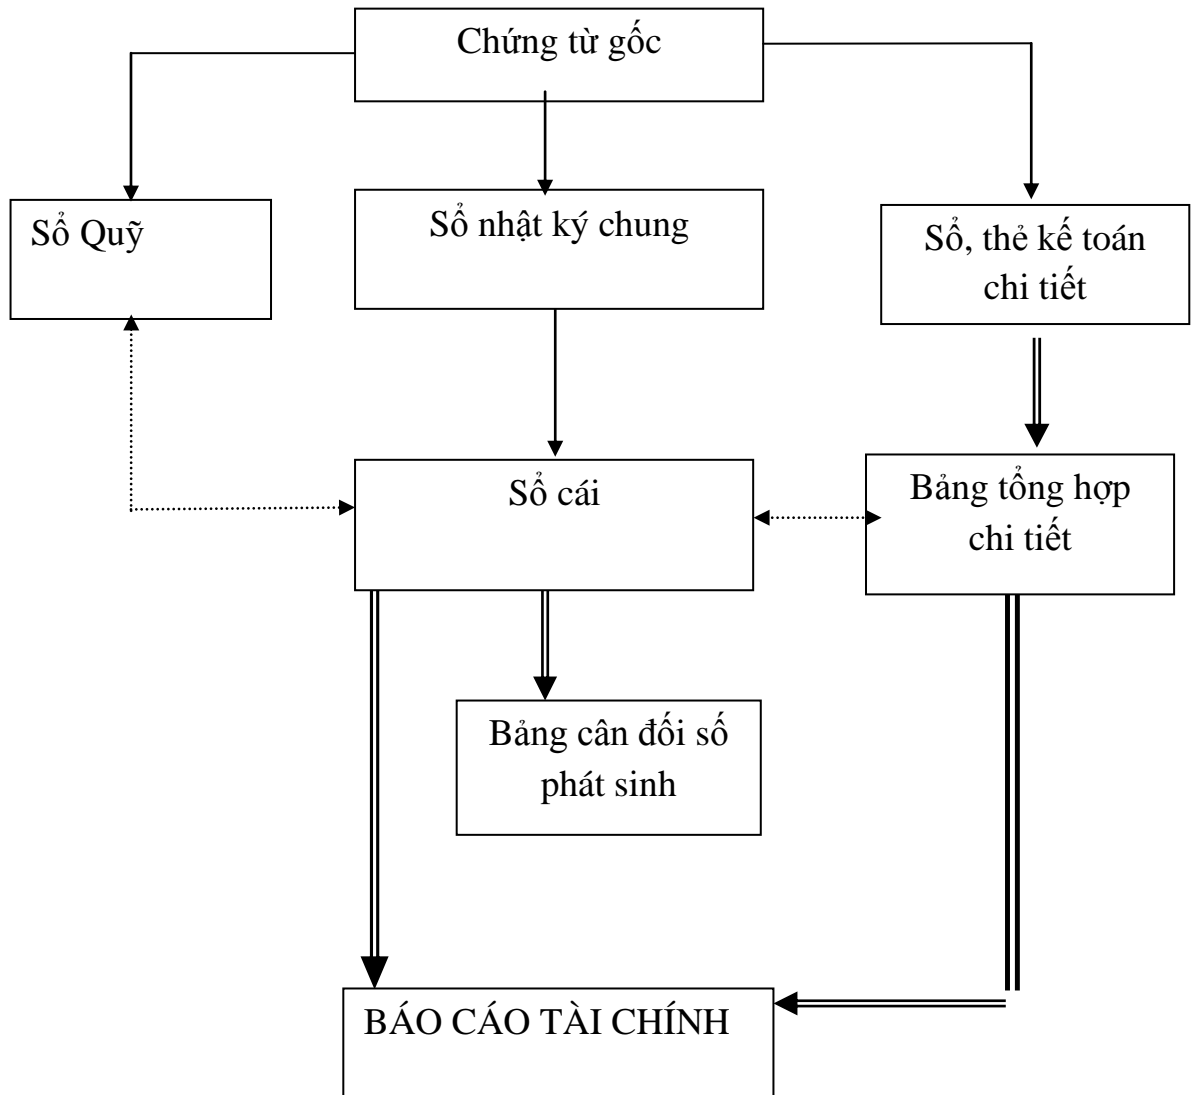 Chứng từ gốc
Sổ Quỹ
Sổ nhật ký chung
Sổ, thẻ kế toán
chi tiết
Sổ cái
Bảng tổng hợp
chi tiết
Bảng cân đối số
phát sinh
BÁO CÁO TÀI CHÍNH